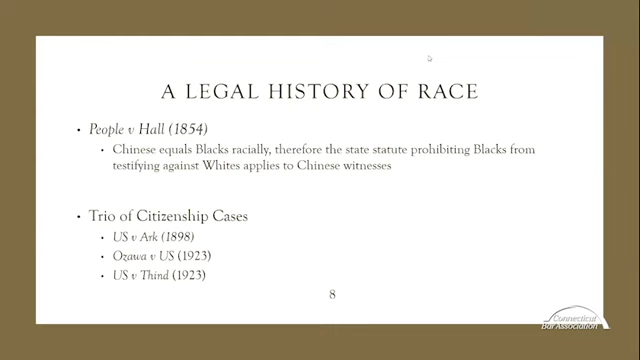 A LEGAL HISTORY OF RACE
• People v Hall (1854)
• Chinese equals Blacks racially, therefore the state statute prohibiting Blacks from
testifying against Whites applies to Chinese witnesses
• Trio of Citizenship Cases
• US v Ark (1898)
• Ozawa v US (1923)
• US v Thind (1923)
8
Connecticut
Bar Association